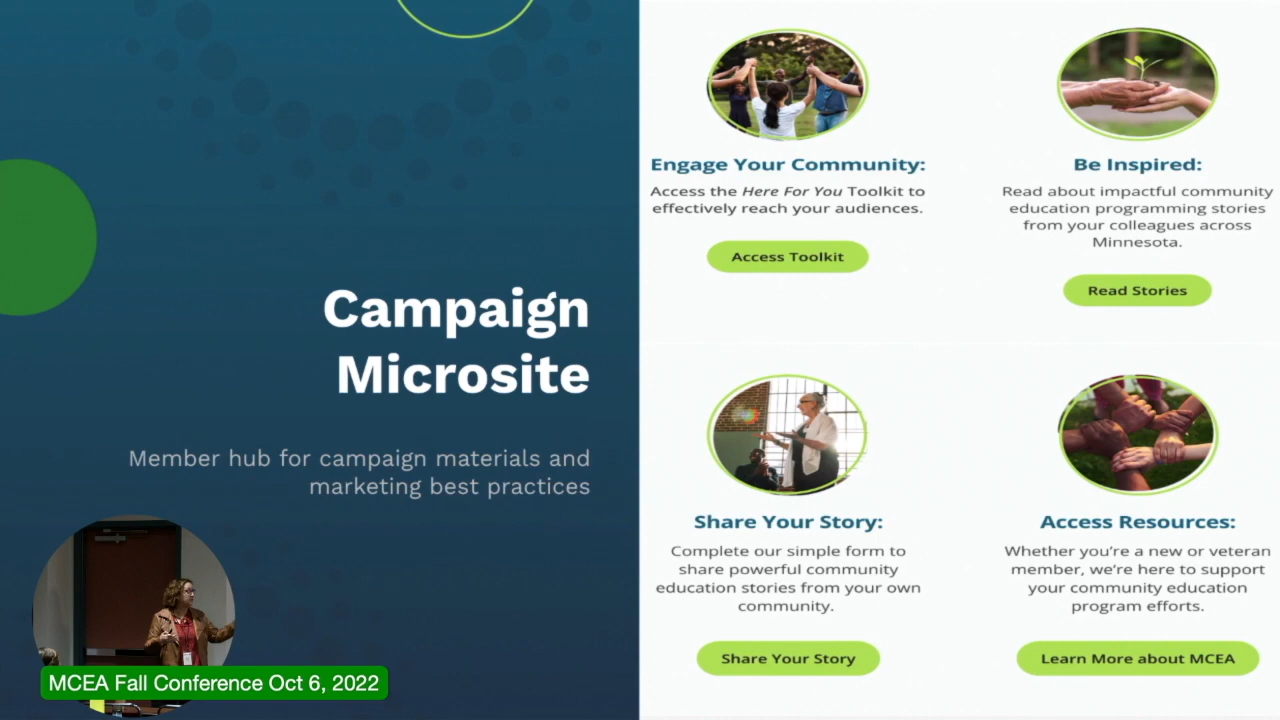 Campaign
Microsite
Member hub for campaign materials and
marketing best practices
MCEA Fall Conference Oct 6, 2022
Engage Your Community:
Access the Here For You Toolkit to
effectively reach your audiences.
Access Toolkit
Be Inspired:
Read about impactful community
education programming stories
from your colleagues across
Minnesota.
Read Stories
Share Your Story:
Complete our simple form to
share powerful community
education stories from your own
community.
Share Your Story
Access Resources:
Whether you're a new or veteran
member, we're here to support
your community education
program efforts.
Learn More about MCEA